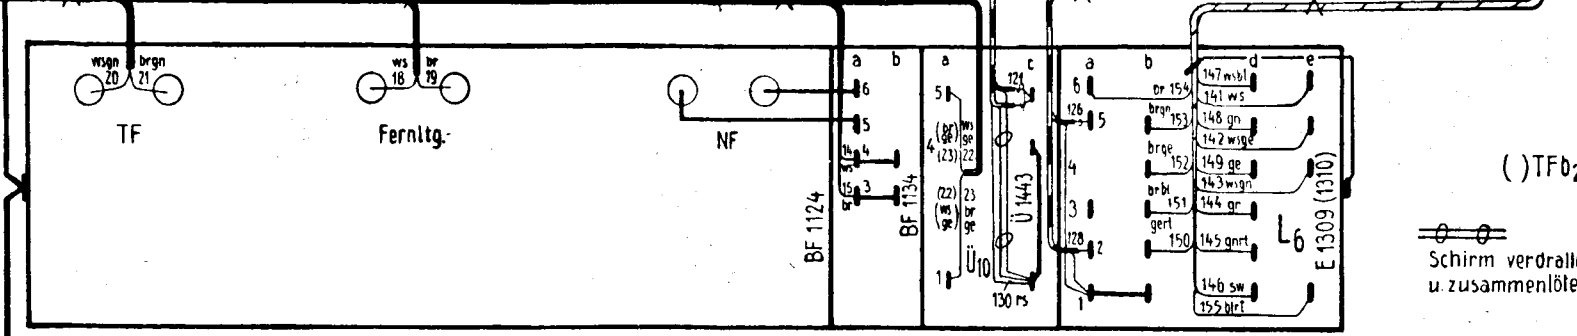 wsgn brgn
20 21
TF
ws br
18 19
Fernltg.-
NF
a b
6
5
14 4
ws
15 3
br
BF 1124
BF 1134
a
5
(br ge) ws ge
4 (23) 22
(22) 23
(ws ge) br ge
1
Ü10
c
121
Ü 1443
130 rs
a b d e
6
126
5
4
3
128
2
1
br 154
brgn
153
brge
152
brbl
151
gert
150
147 wsbl
141 ws
148 gn
142 wsge
149 ge
143 wsgn
144 gr
145 gnrt
146 sw
155 blrt
L6
E 1309 (1310)
( ) TFb2
Schirm verdrall
u. zusammenlöte